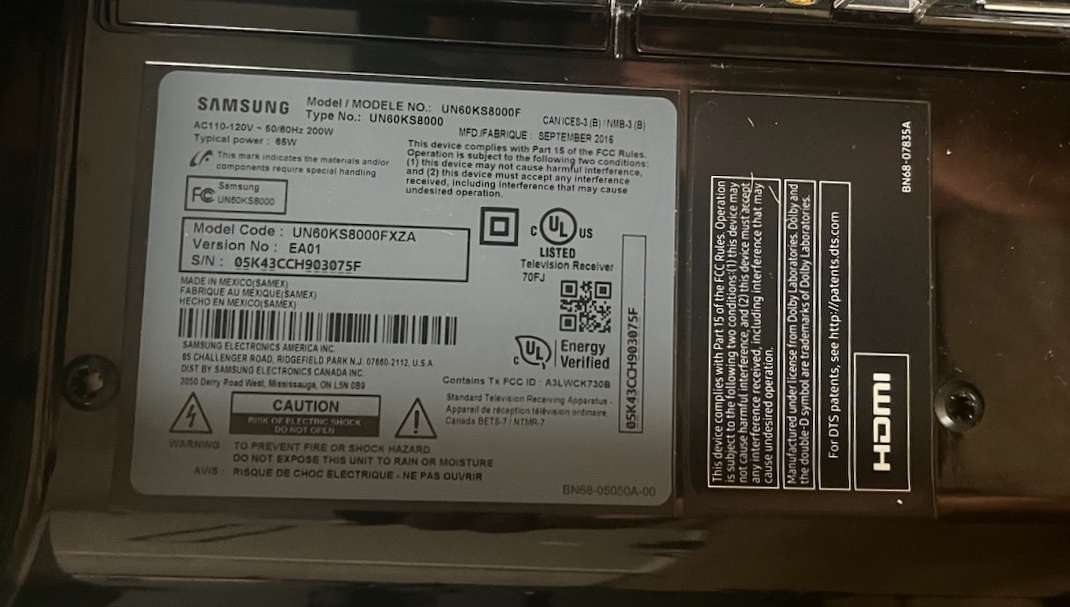 SAMSUNG
Model / MODELE NO.: UN60KS8000F
Type No.: UN60KS8000
CAN ICES-3 (B) / NMB-3 (B)
AC110-120V ~ 50/60Hz 200W
MFD./FABRIQUE : SEPTEMBER 2016
Typical power : 65W
This mark indicates the materials and/or
components require special handling
This device complies with Part 15 of the FCC Rules.
Operation is subject to the following two conditions:
(1) this device may not cause harmful interference,
and (2) this device must accept any interference
received, including interference that may cause
undesired operation.
FC
Samsung
UN60KS8000
Model Code : UN60KS8000FXZA
Version No : EA01
S/N : 05K43CCH903075F
C UL US
LISTED
Television Receiver
70FJ
MADE IN MEXICO(SAMEX)
FABRIQUE AU MEXIQUE(SAMEX)
HECHO EN MEXICO(SAMEX)
SAMSUNG ELECTRONICS AMERICA INC.
85 CHALLENGER ROAD, RIDGEFIELD PARK N.J. 07660-2112, U.S.A.
DIST BY SAMSUNG ELECTRONICS CANADA INC.
2050 Derry Road West, Mississauga, ON L5N 0B9
C UL
Energy
Verified
Contains Tx FCC ID : A3LWCK730B
Standard Television Receiving Apparatus -
Appareil de réception télévision ordinaire,
Canada BETS-7 / NTMR-7
05K43CCH903075F
CAUTION
RISK OF ELECTRIC SHOCK
DO NOT OPEN
WARNING
TO PREVENT FIRE OR SHOCK HAZARD
DO NOT EXPOSE THIS UNIT TO RAIN OR MOISTURE
AVIS : RISQUE DE CHOC ELECTRIQUE - NE PAS OUVRIR
BN68-05050A-00
This device complies with Part 15 of the FCC Rules. Operation
is subject to the following two conditions:(1) this device may
not cause harmful interference, and (2) this device must accept
any interference received, including interference that may
cause undesired operation.
Manufactured under license from Dolby Laboratories. Dolby and
the double-D symbol are trademarks of Dolby Laboratories.
For DTS patents, see http://patents.dts.com
HDMI
BN68-07835A